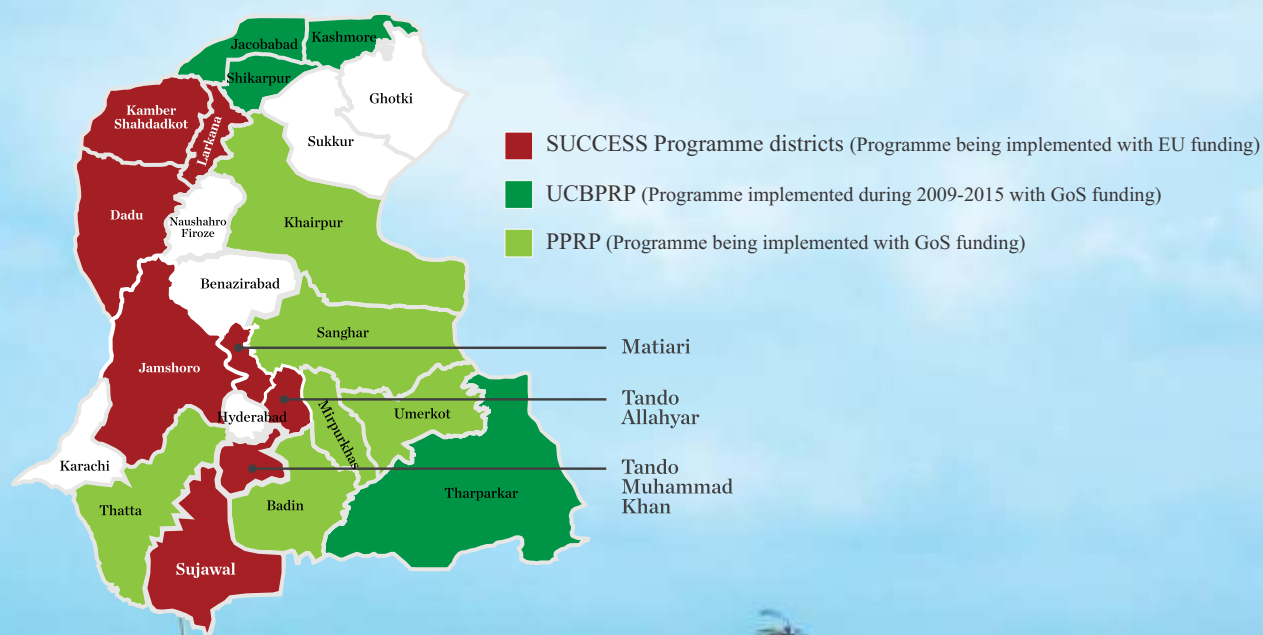 Jacobabad
Kashmore
Shikarpur
Ghotki
Kamber
Shahdadkot
Larkana
Sukkur
SUCCESS Programme districts (Programme being implemented with EU funding)
UCBPRP (Programme implemented during 2009-2015 with GoS funding)
PPRP (Programme being implemented with GoS funding)
Dadu
Naushahro
Firoze
Khairpur
Benazirabad
Sanghar
Matiari
Jamshoro
Tando
Allahyar
Hyderabad
Mirpurkhas
Umerkot
Karachi
Tando
Muhammad
Khan
Thatta
Badin
Tharparkar
Sujawal